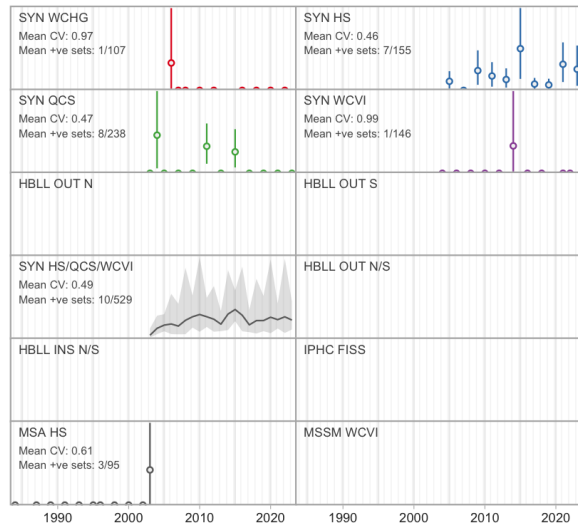 SYN WCHG
Mean CV: 0.97
Mean +ve sets: 1/107
SYN HS
Mean CV: 0.46
Mean +ve sets: 7/155
SYN QCS
Mean CV: 0.47
Mean +ve sets: 8/238
SYN WCVI
Mean CV: 0.99
Mean +ve sets: 1/146
HBLL OUT N
HBLL OUT S
SYN HS/QCS/WCVI
Mean CV: 0.49
Mean +ve sets: 10/529
HBLL OUT N/S
HBLL INS N/S
IPHC FISS
MSA HS
Mean CV: 0.61
Mean +ve sets: 3/95
MSSM WCVI
1990 2000 2010 2020 1990 2000 2010 2020